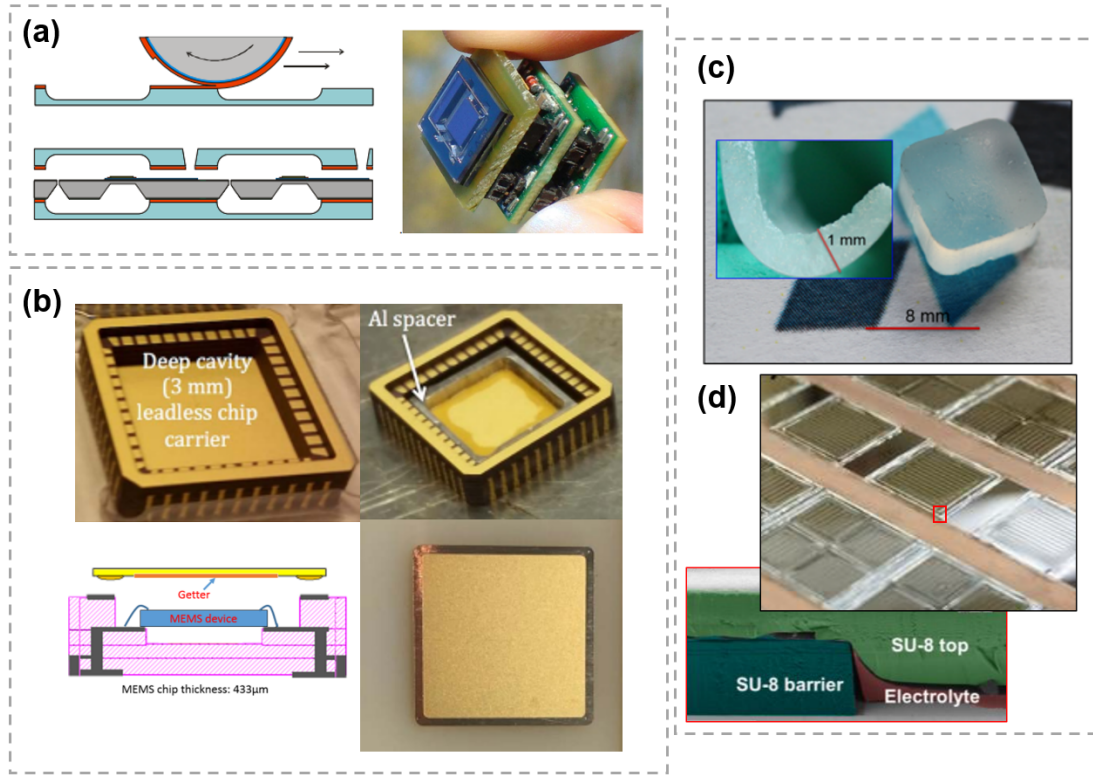 (a)
(b)
Deep cavity
(3 mm)
leadless chip
carrier
Al spacer
Getter
MEMS device
MEMS chip thickness: 433µm
(c)
1 mm
8 mm
(d)
SU-8 top
SU-8 barrier
Electrolyte